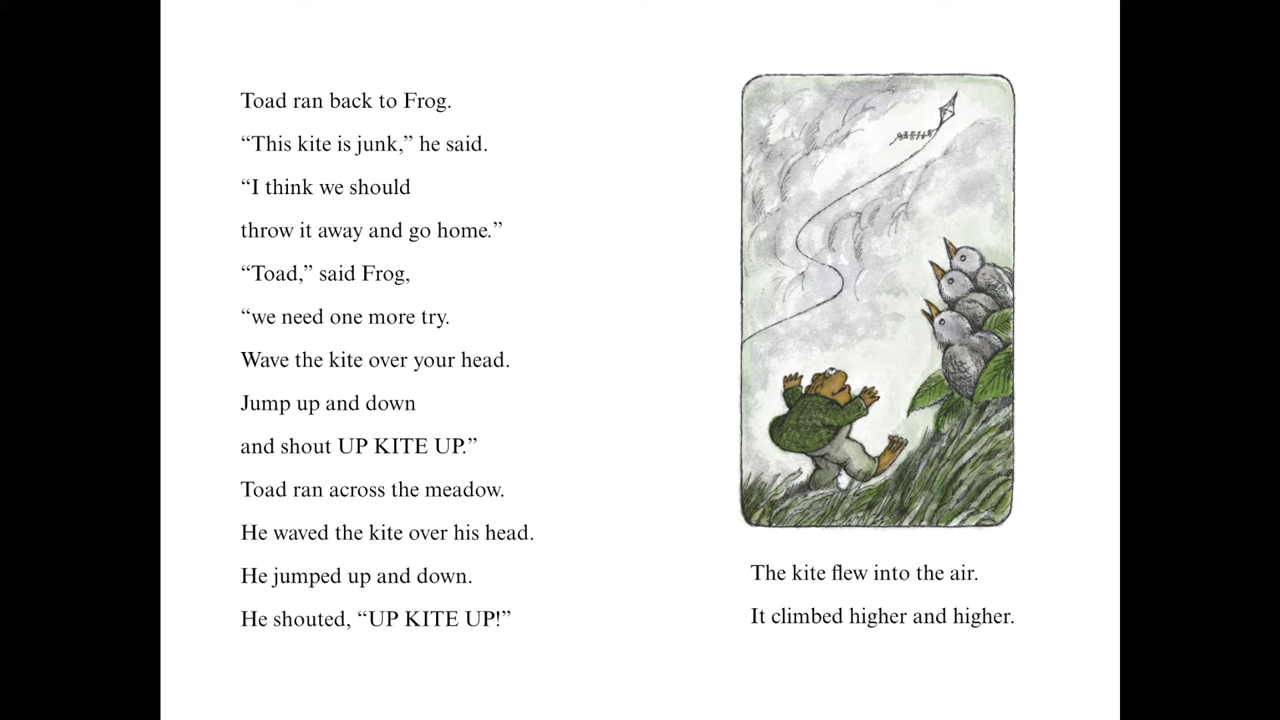 Toad ran back to Frog.
“This kite is junk,” he said.
“I think we should
throw it away and go home.”
“Toad,” said Frog,
“we need one more try.
Wave the kite over your head.
Jump up and down
and shout UP KITE UP.”
Toad ran across the meadow.
He waved the kite over his head.
He jumped up and down.
He shouted, “UP KITE UP!”
The kite flew into the air.
It climbed higher and higher.